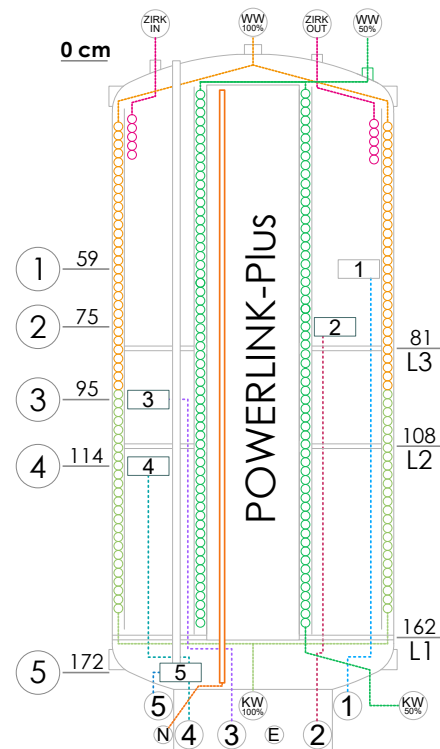 ZIRK
IN
WW
100%
ZIRK
OUT
WW
50%
0 cm
1
59
1
2
75
2
81
L3
3
95
3
POWERLINK-Plus
4
114
4
108
L2
162
L1
5
172
5
5
N
4
3
KW
100%
E
2
1
KW
50%